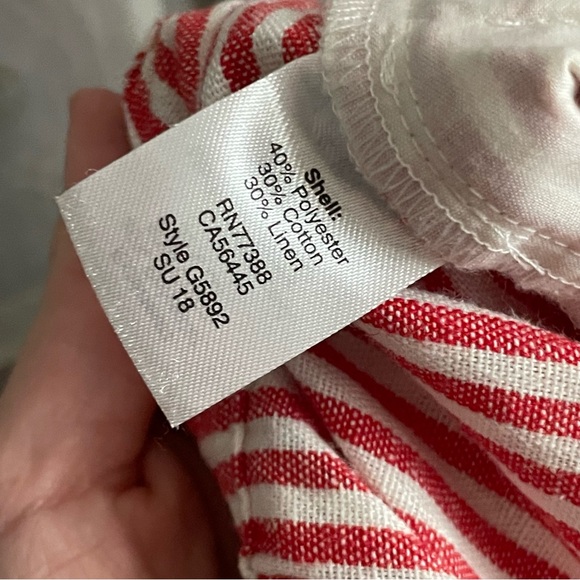 Shell:
40% Polyester
30% Cotton
30% Linen
RN77388
CA56445
Style G5892
SU 18